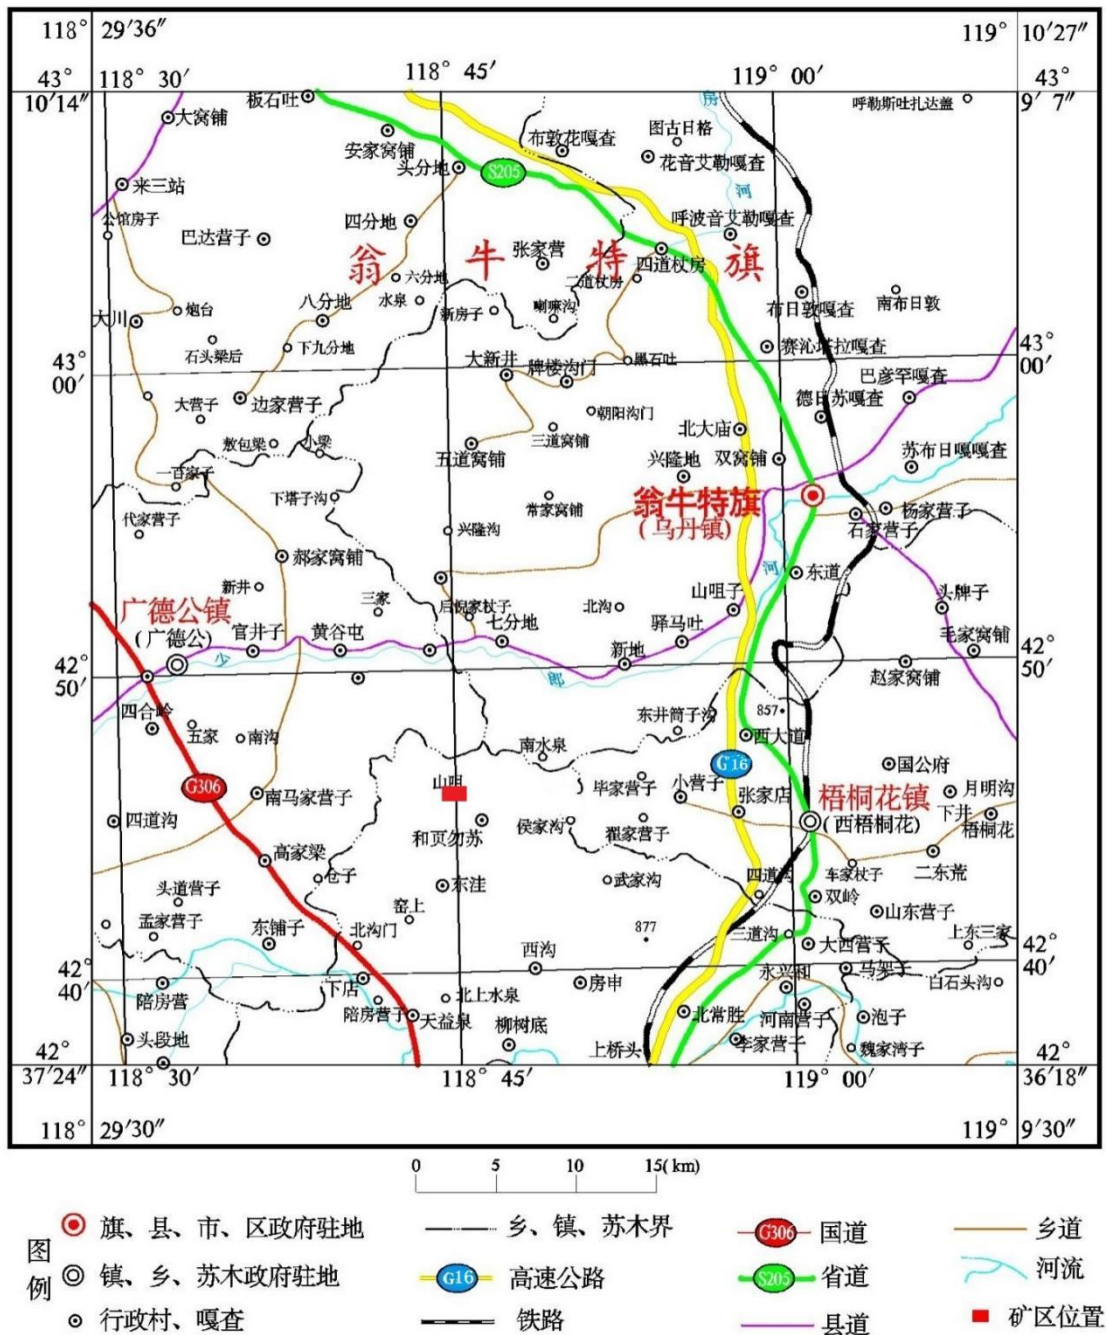 118° 29′36″
119° 10′27″
118° 30′
118° 45′
119° 00′
43° 10′14″
43° 9′7″
板石吐
呼勒斯吐扎达盖
大窝铺
房
安家窝铺
布敦花嘎查
图古日格
头分地
S205
花音艾勒嘎查
来三站
河
公馆房子
四分地
呼波音艾勒嘎查
巴达营子
翁牛特旗
张家营
四道杖房
六分地
二道杖房
水泉
布日敦嘎查
南布日敦
炮台
八分地
新房子
喇嘛沟
大川
石头梁后
下九分地
赛沁塔拉嘎查
43° 00′
大新井
牌楼沟门
黑石吐
43° 00′
巴彦罕嘎查
德日苏嘎查
大营子
边家营子
朝阳沟门
北大庙
敖包梁
小梁
三道窝铺
五道窝铺
兴隆地
双窝铺
苏布日嘎嘎查
一百家子
下塔子沟
常家窝铺
翁牛特旗
(乌丹镇)
杨家营子
石家营子
代家营子
兴隆沟
郝家窝铺
河
东道
新井
三家
后倪家杖子
北沟
山咀子
头牌子
广德公镇
(广德公)
官井子
黄谷屯
七分地
驿马吐
毛家窝铺
新地
少
郎
42° 50′
42° 50′
赵家窝铺
四合岭
五家
南沟
东井筒子沟
857
西大道
南水泉
G16
国公府
G306
南马家营子
山咀
毕家营子
小营子
张家店
梧桐花镇
(西梧桐花)
月明沟
下井
梧桐花
四道沟
和页勿苏
侯家沟
翟家营子
高家梁
仓子
东洼
武家沟
四道沟
车家杖子
二东荒
头道营子
双岭
孟家营子
窑上
山东营子
东铺子
北沟门
877
三道沟
大西营子
上东三家
西沟
42° 40′
42° 40′
陪房营
下店
房申
永兴和
马架子
白石头沟
陪房营子
北上水泉
天益泉
北常胜
河南营子
泡子
头段地
柳树底
上桥头
李家营子
魏家湾子
42° 37′24″
42° 36′18″
118° 30′
118° 45′
119° 00′
118° 29′30″
119° 9′30″
0 5 10 15(km)
图例
旗、县、市、区政府驻地
乡、镇、苏木界
G306 国道
乡道
镇、乡、苏木政府驻地
G16 高速公路
S205 省道
河流
行政村、嘎查
铁路
县道
矿区位置